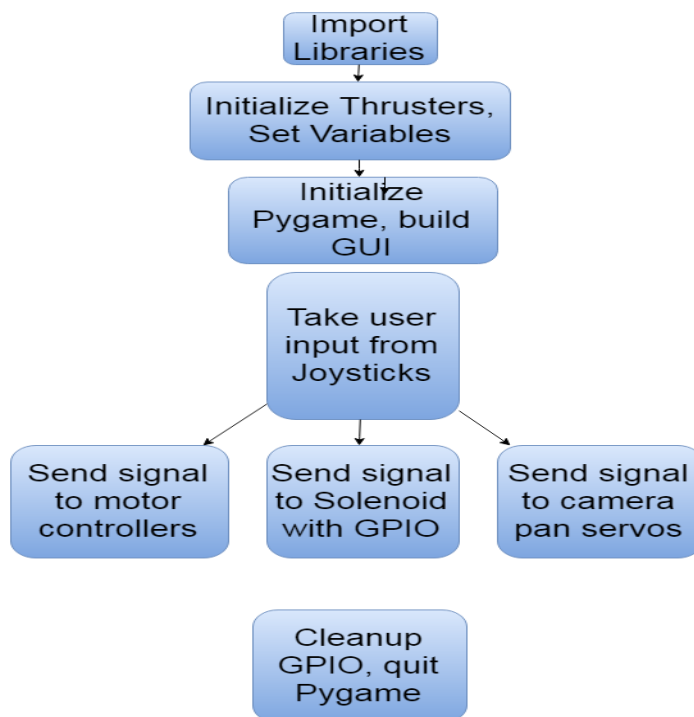 Import
Libraries
Initialize Thrusters,
Set Variables
Initialize
Pygame, build
GUI
Take user
input from
Joysticks
Send signal
to motor
controllers
Send signal
to Solenoid
with GPIO
Send signal
to camera
pan servos
Cleanup
GPIO, quit
Pygame